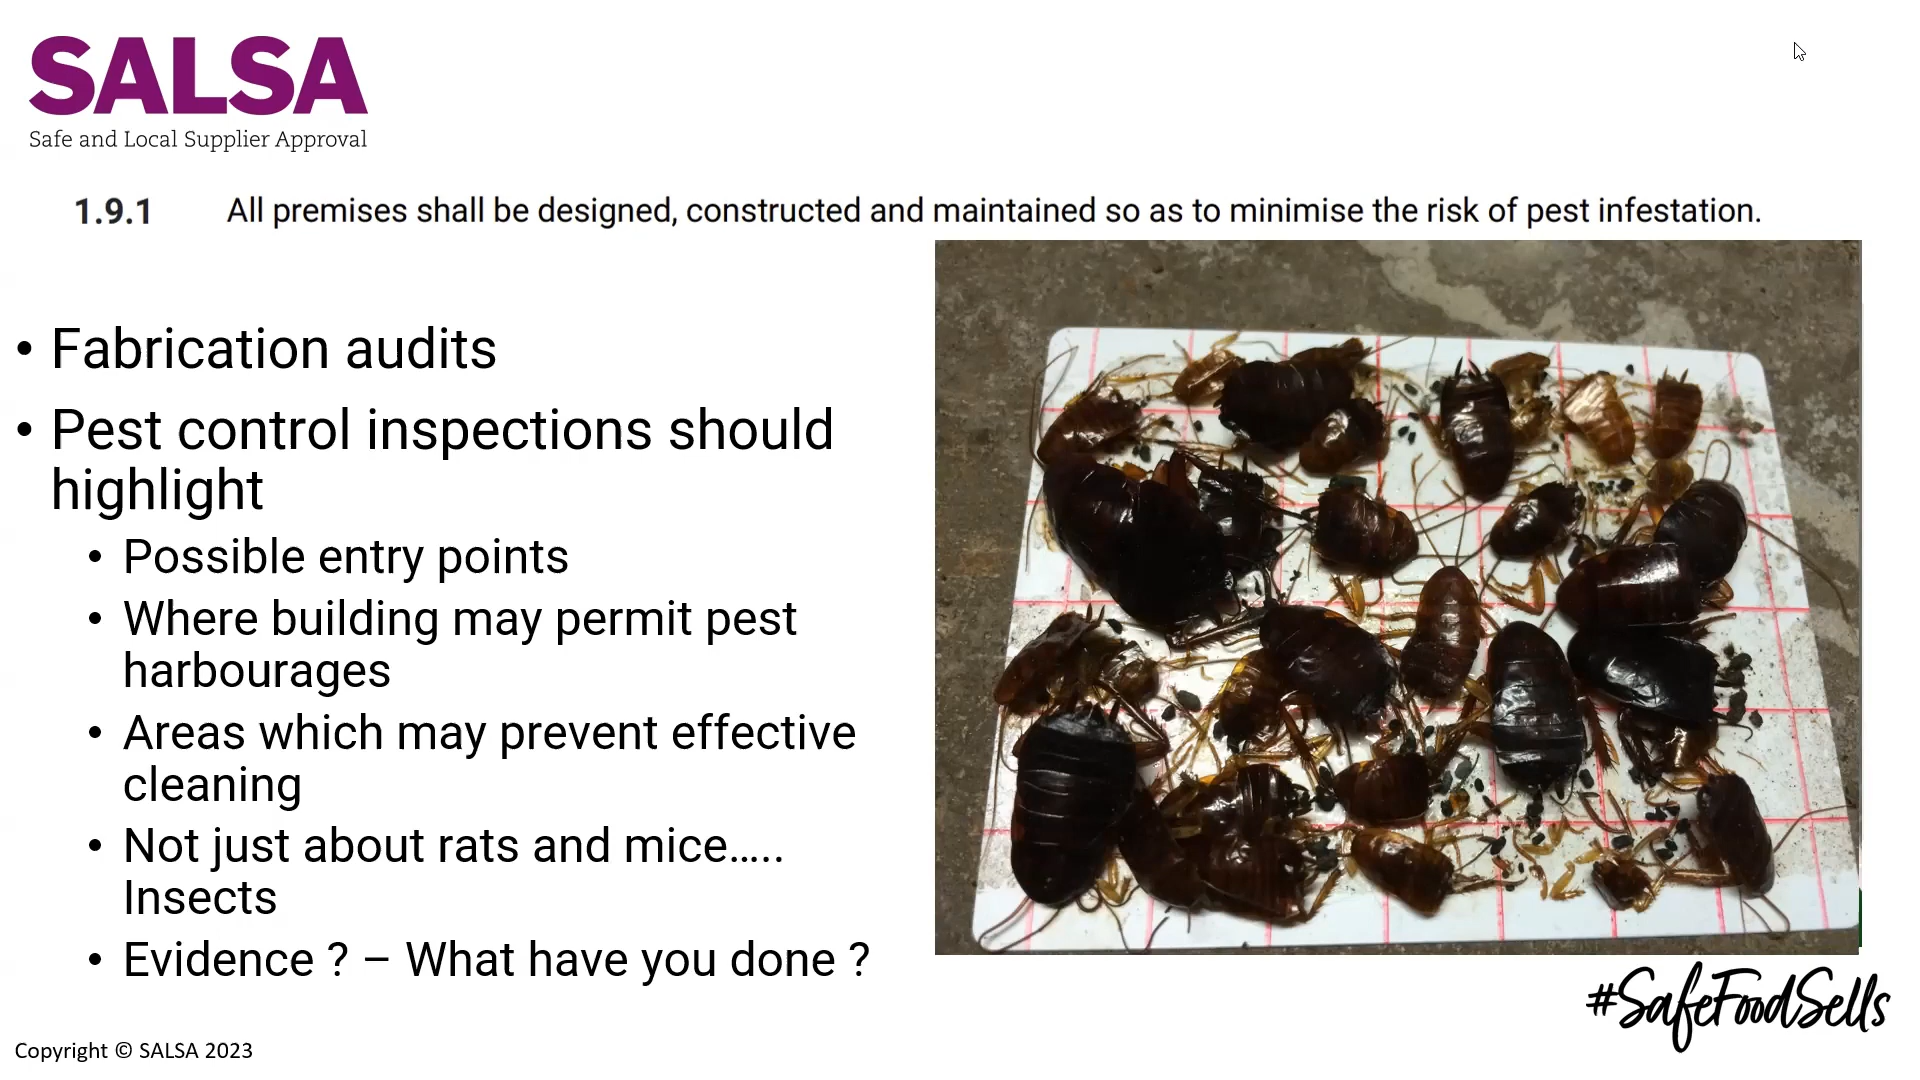 SALSA
Safe and Local Supplier Approval
1.9.1 All premises shall be designed, constructed and maintained so as to minimise the risk of pest infestation.
• Fabrication audits
• Pest control inspections should
highlight
• Possible entry points
• Where building may permit pest
harbourages
• Areas which may prevent effective
cleaning
• Not just about rats and mice.....
Insects
• Evidence ? – What have you done ?
#SafeFoodSells
Copyright © SALSA 2023